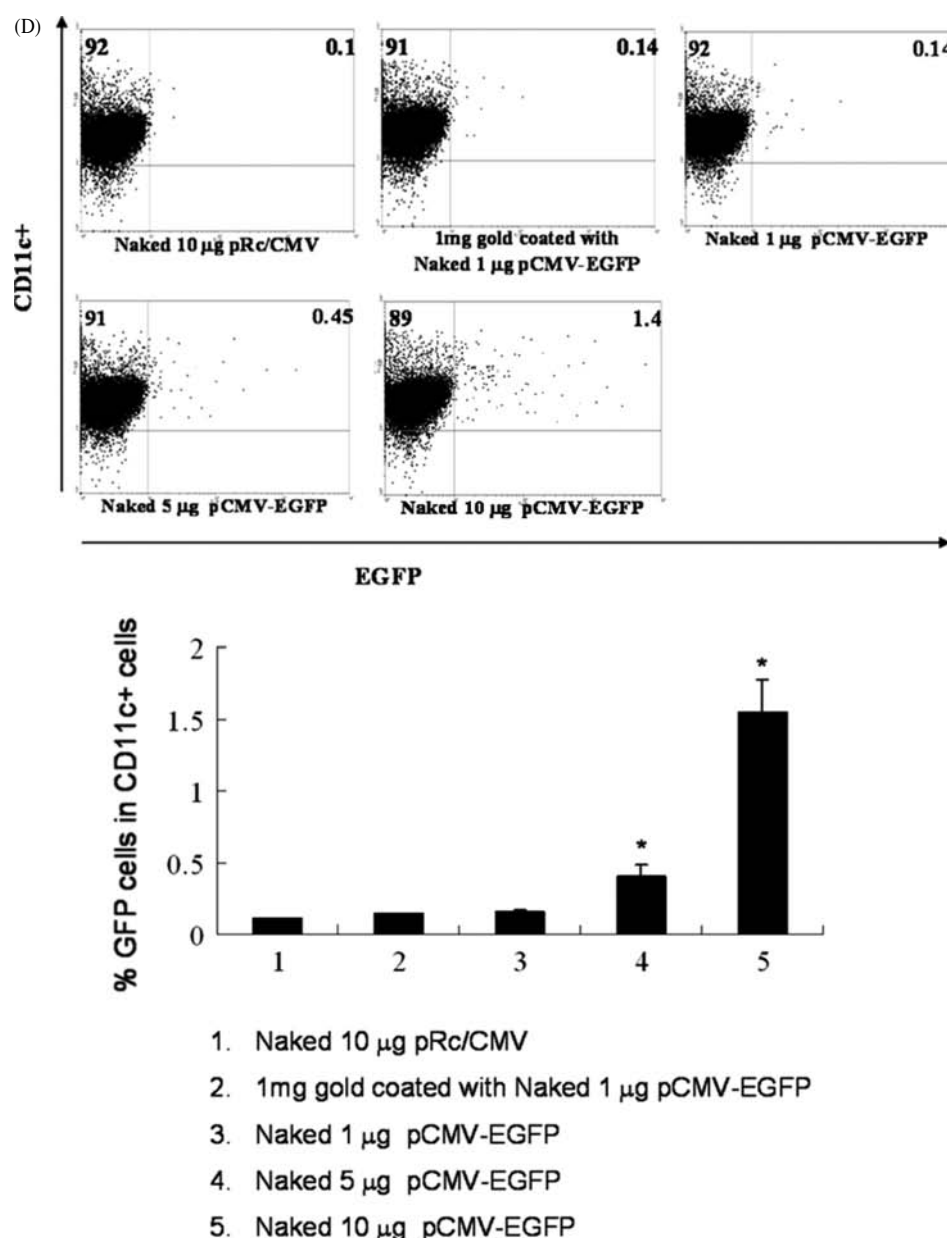 (D)
92 0.1
91 0.14
92 0.14
CD11c+
Naked 10 µg pRc/CMV
1mg gold coated with
Naked 1 µg pCMV-EGFP
Naked 1 µg pCMV-EGFP
91 0.45
89 1.4
Naked 5 µg pCMV-EGFP
Naked 10 µg pCMV-EGFP
EGFP
% GFP cells in CD11c+ cells
2
1.5
1
0.5
0
*
*
1 2 3 4 5
1. Naked 10 µg pRc/CMV
2. 1mg gold coated with Naked 1 µg pCMV-EGFP
3. Naked 1 µg pCMV-EGFP
4. Naked 5 µg pCMV-EGFP
5. Naked 10 µg pCMV-EGFP